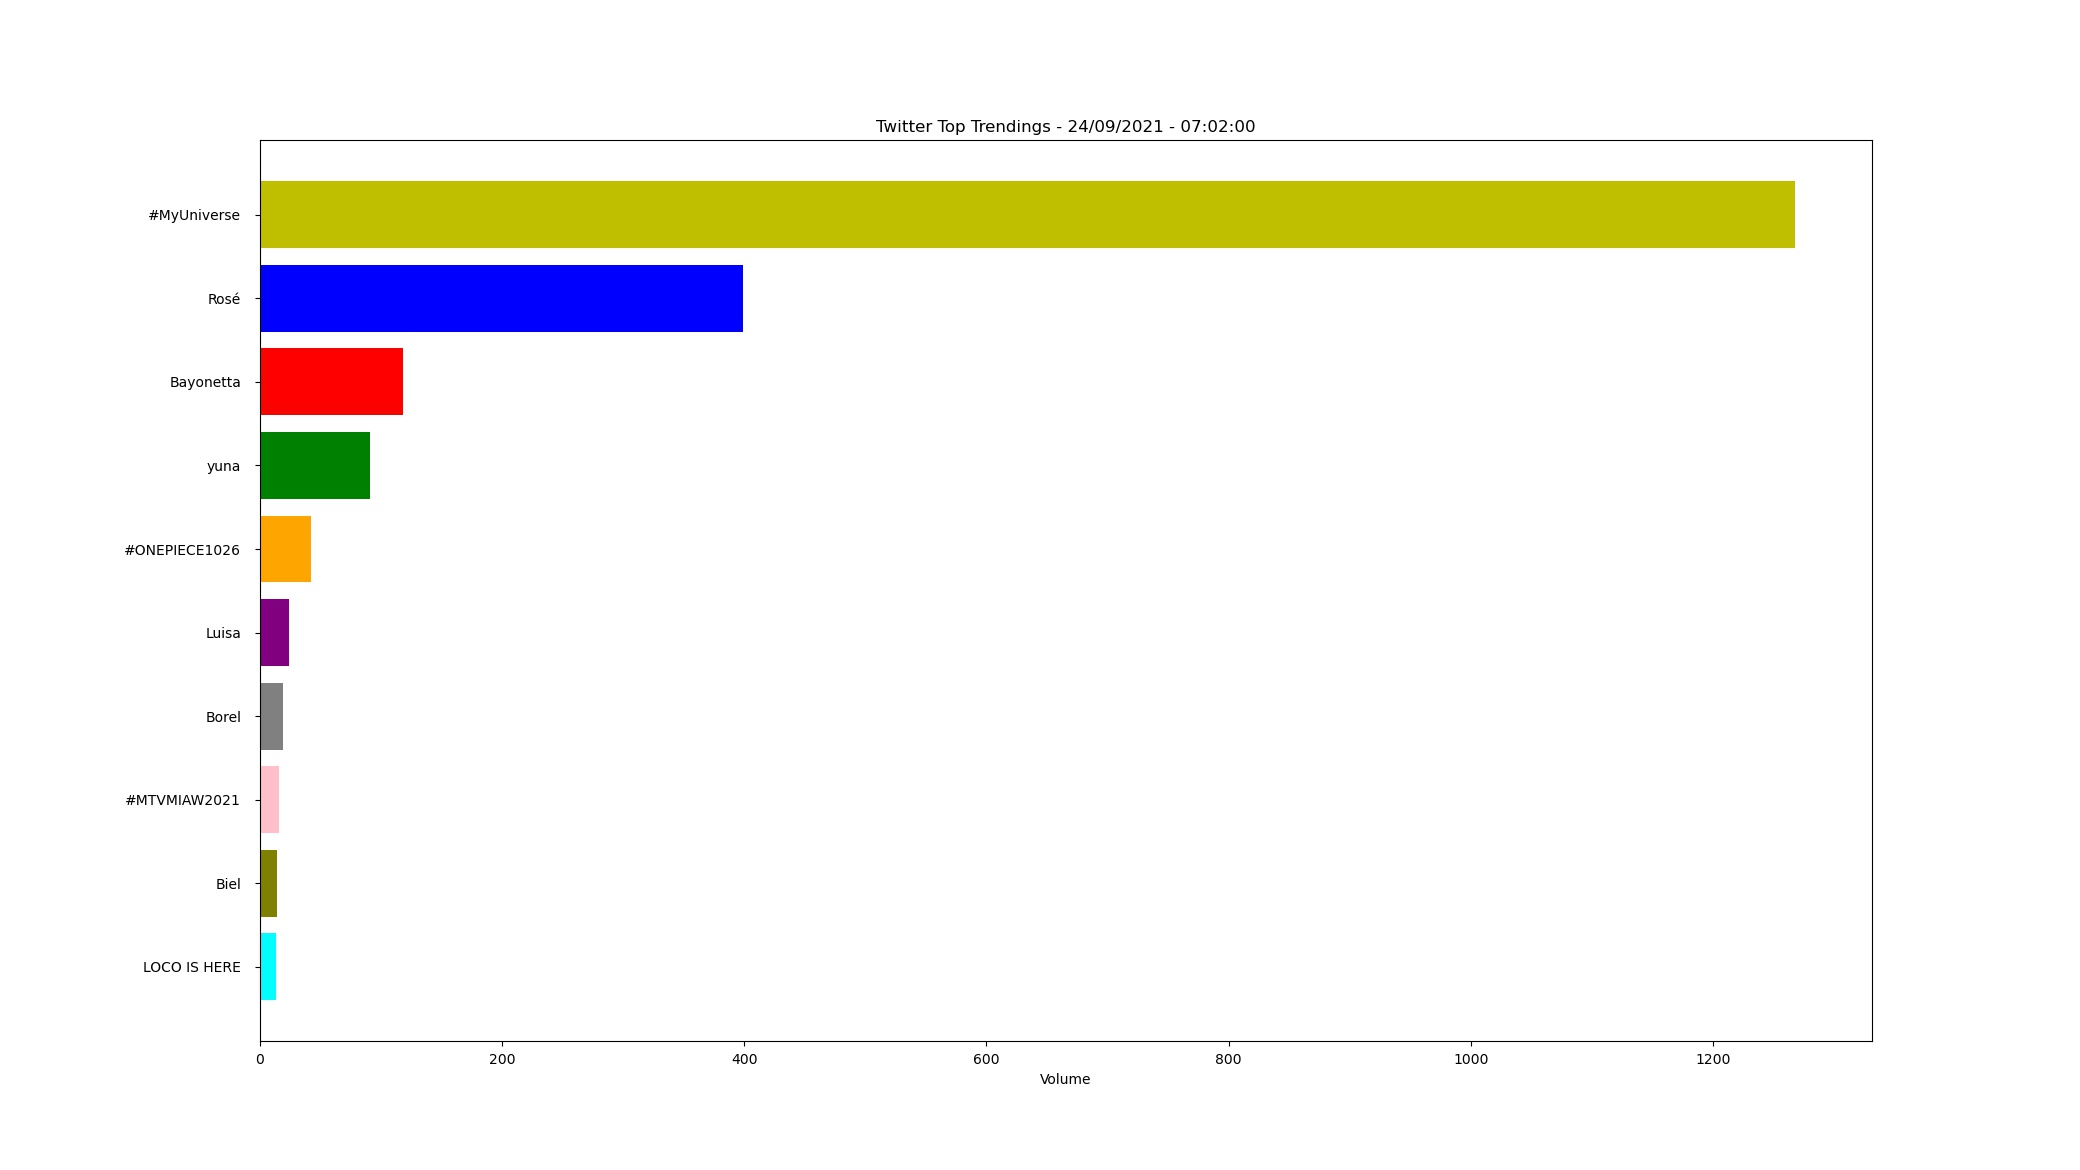 Twitter Top Trendings - 24/09/2021 - 07:02:00
#MyUniverse
Rosé
Bayonetta
yuna
#ONEPIECE1026
Luisa
Borel
#MTVMIAW2021
Biel
LOCO IS HERE
0 200 400 600 800 1000 1200
Volume